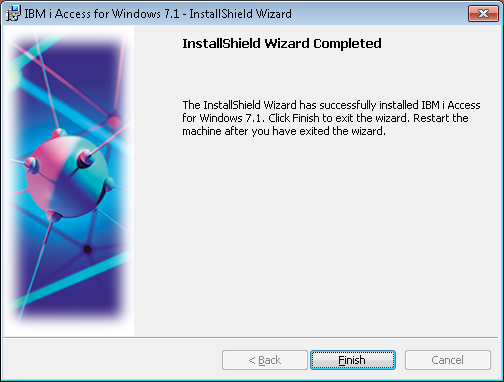 IBM i Access for Windows 7.1 - InstallShield Wizard
InstallShield Wizard Completed
The InstallShield Wizard has successfully installed IBM i Access
for Windows 7.1. Click Finish to exit the wizard. Restart the
machine after you have exited the wizard.
< Back
Finish
Cancel